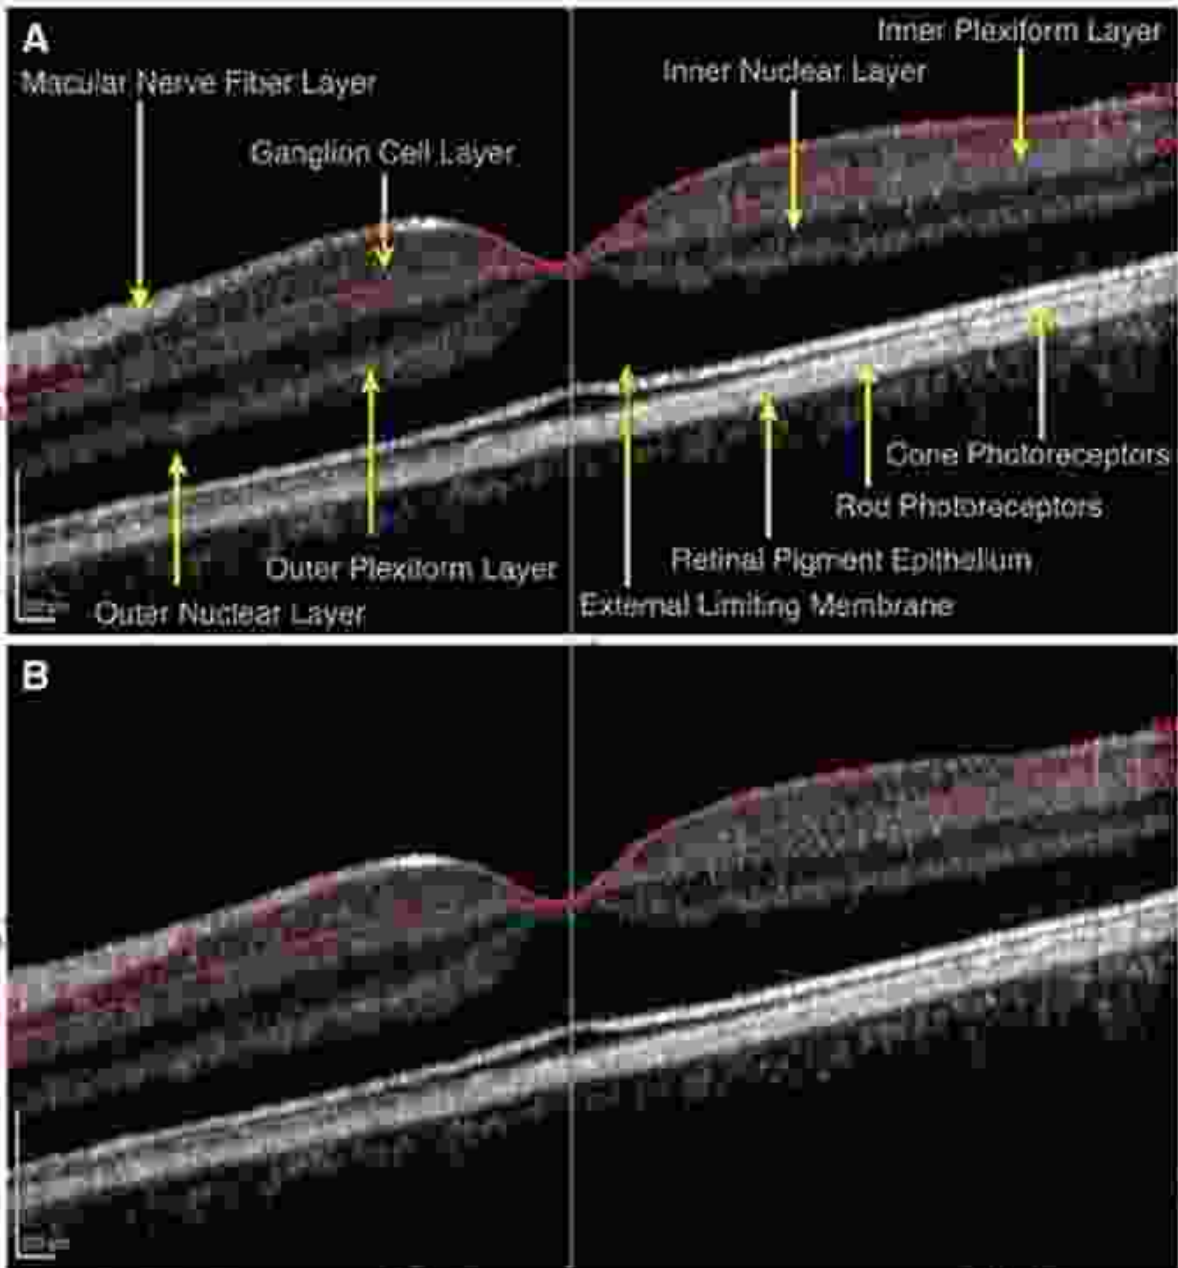 A
Inner Plexiform Layer
Inner Nuclear Layer
Macular Nerve Fiber Layer
Ganglion Cell Layer
Cone Photoreceptors
Rod Photoreceptors
Retinal Pigment Epithelium
Outer Plexiform Layer
External Limiting Membrane
Outer Nuclear Layer
B